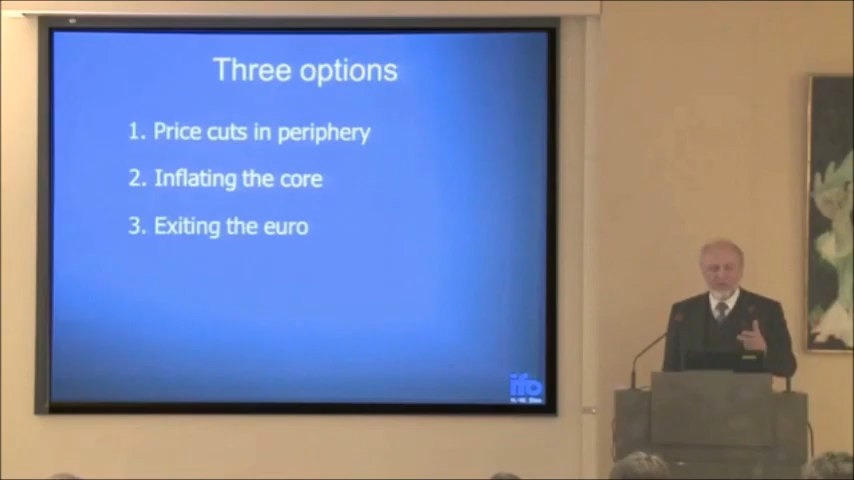 Three options
1. Price cuts in periphery
2. Inflating the core
3. Exiting the euro
ifo